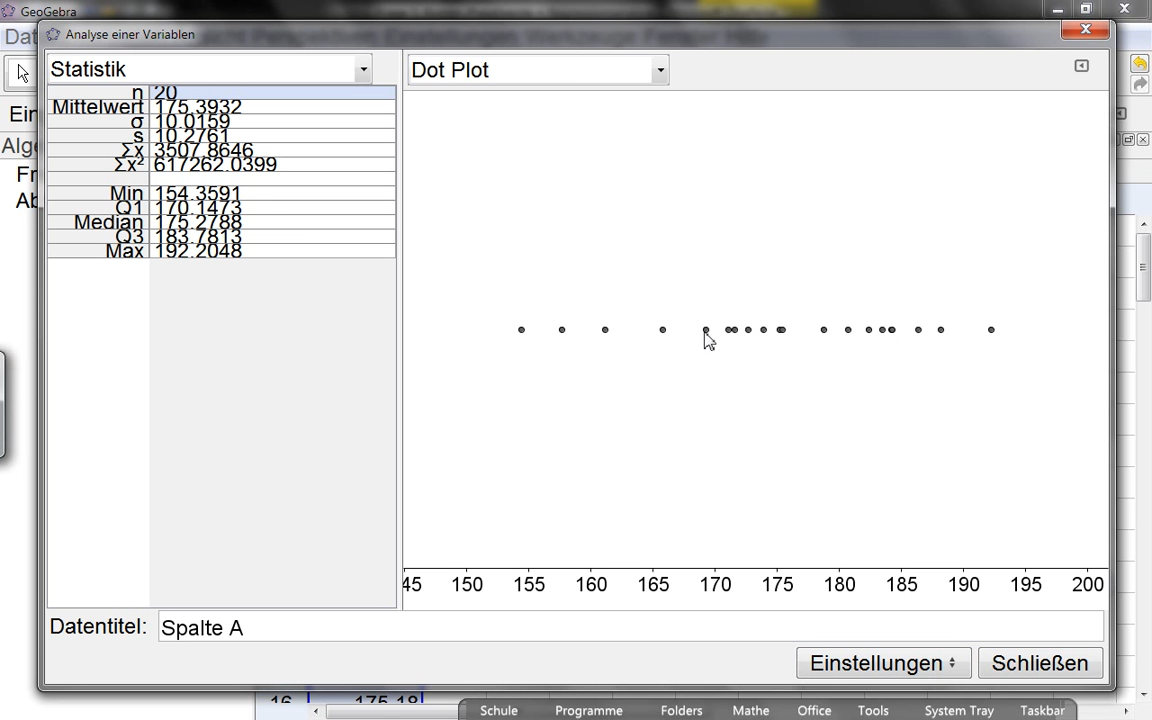 GeoGebra
Analyse einer Variablen
Statistik
Dot Plot
n 20
Mittelwert 175.3932
σ 10.0159
s 10.2761
Σx 3507.8646
Σx² 617262.0399
Min 154.3591
Q1 170.1473
Median 175.2788
Q3 183.7813
Max 192.2048
45 150 155 160 165 170 175 180 185 190 195 200
Datentitel: Spalte A
Einstellungen
Schließen
16 175.18
Schule Programme Folders Mathe Office Tools System Tray Taskbar